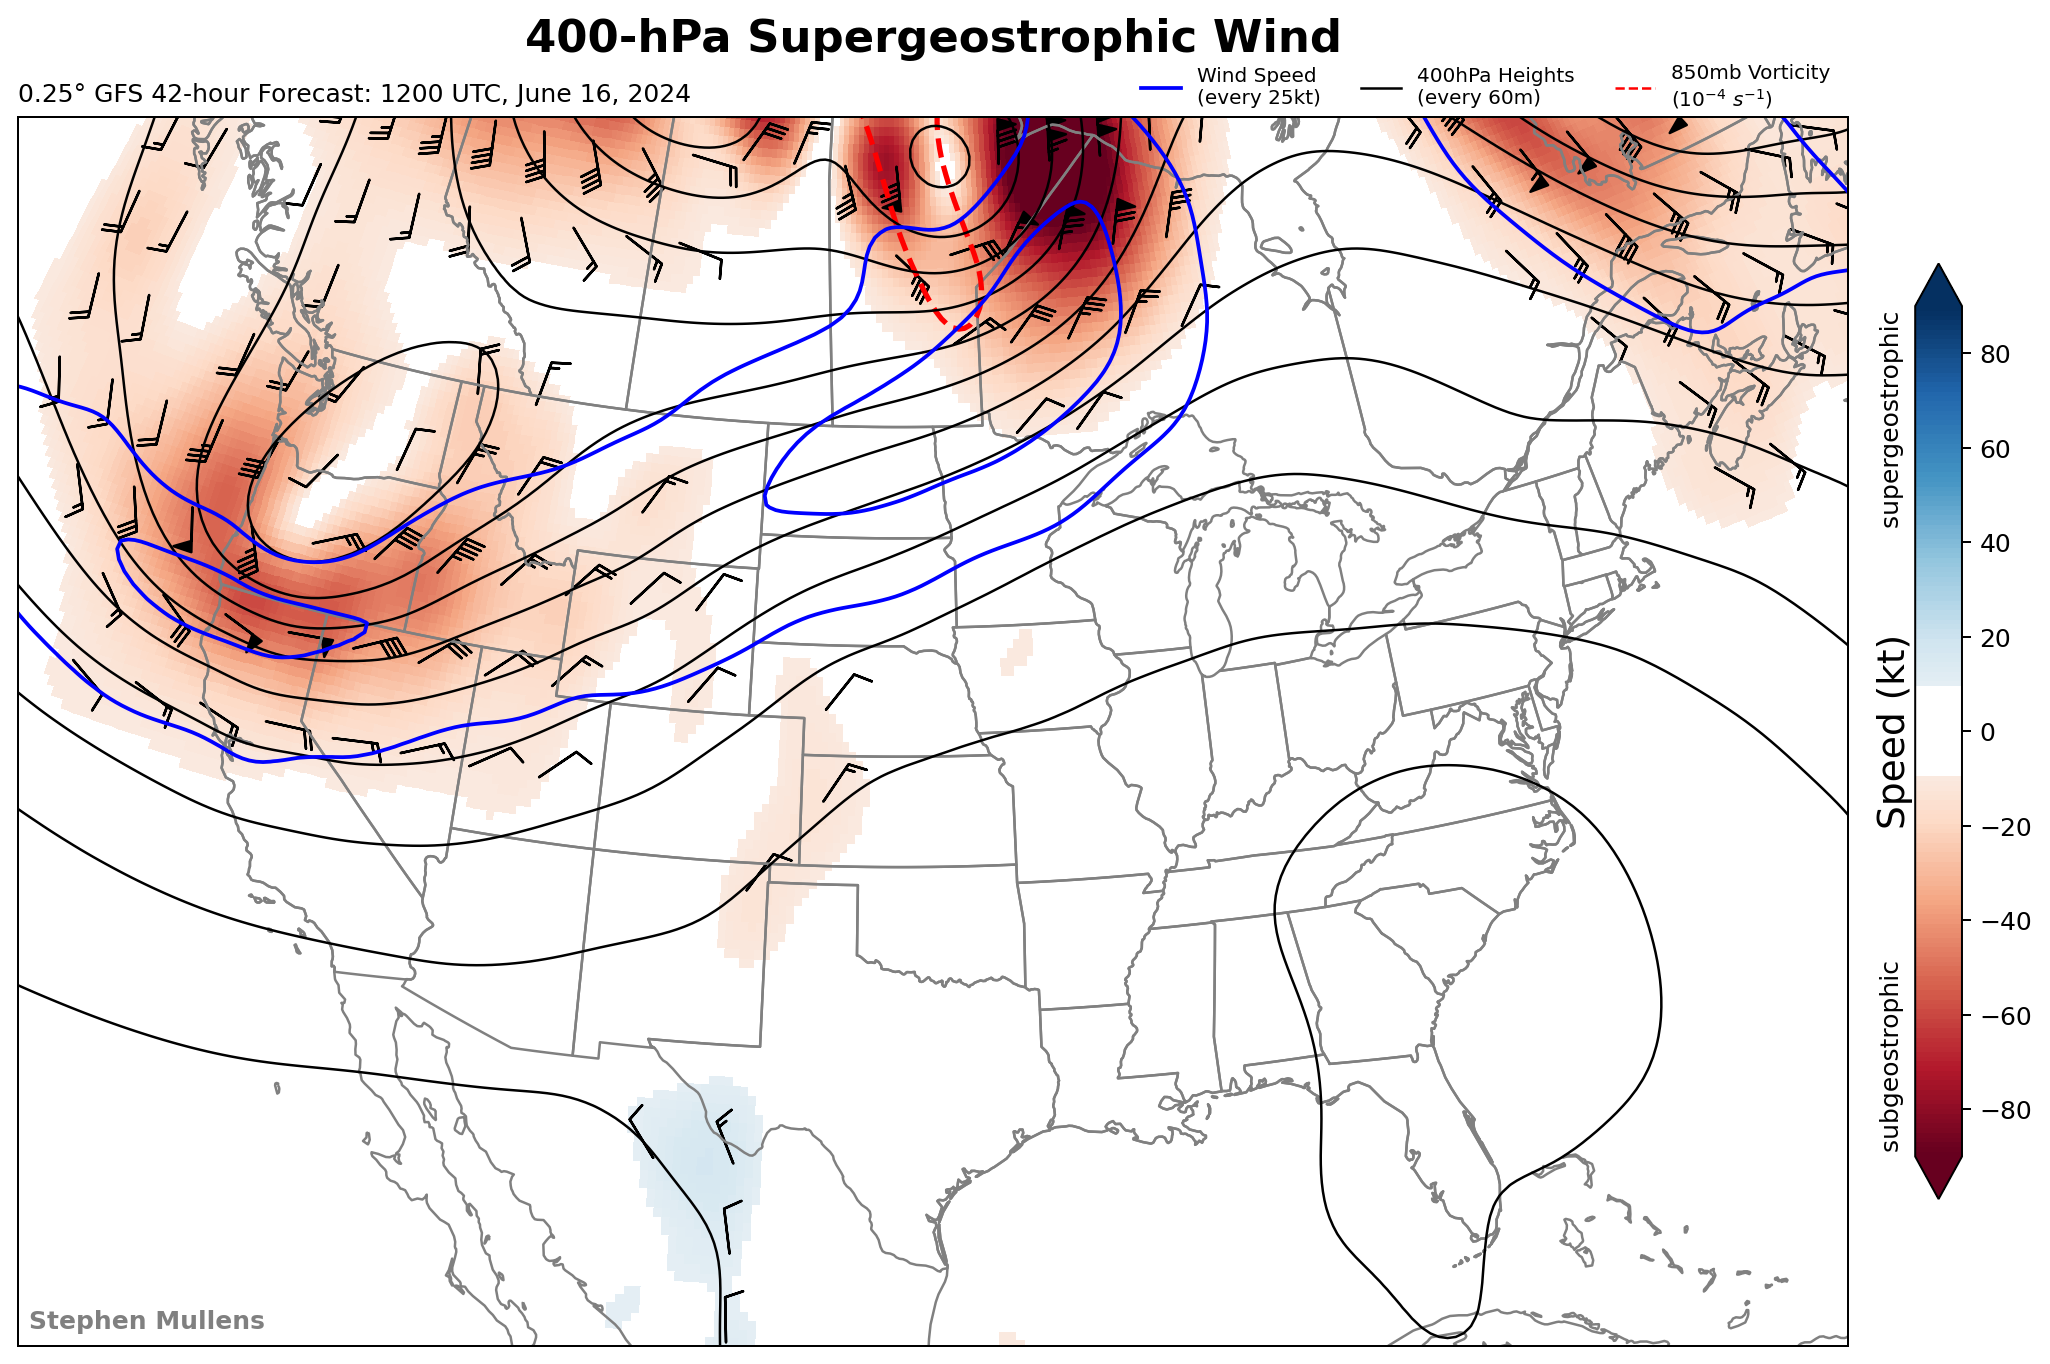 400-hPa Supergeostrophic Wind
0.25° GFS 42-hour Forecast: 1200 UTC, June 16, 2024
Wind Speed
(every 25kt)
400hPa Heights
(every 60m)
850mb Vorticity
(10⁻⁴ s⁻¹)
supergeostrophic
Speed (kt)
subgeostrophic
80
60
40
20
0
−20
−40
−60
−80
Stephen Mullens